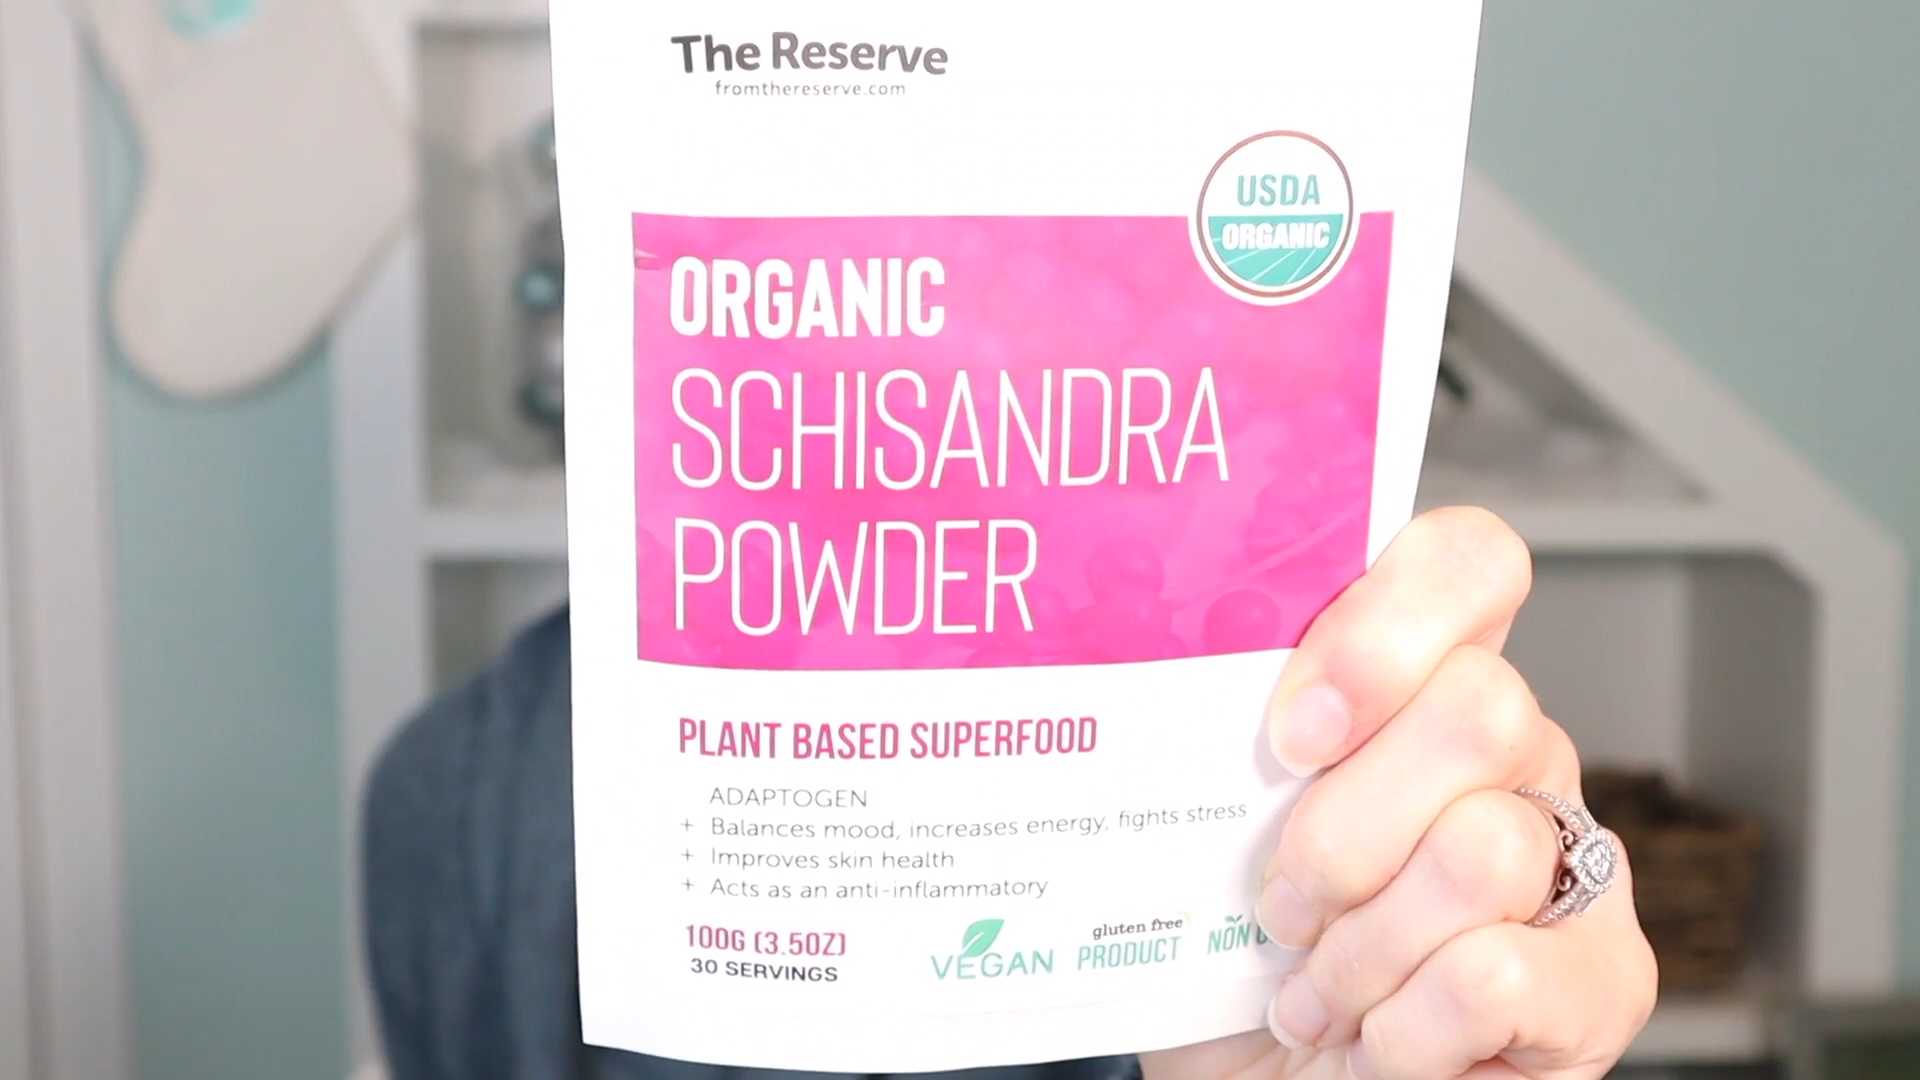 The Reserve
fromthereserve.com
USDA
ORGANIC
ORGANIC
SCHISANDRA
POWDER
PLANT BASED SUPERFOOD
ADAPTOGEN
+ Balances mood, increases energy, fights stress
+ Improves skin health
+ Acts as an anti-inflammatory
100G (3.5OZ)
30 SERVINGS
VEGAN
gluten free
PRODUCT
NON